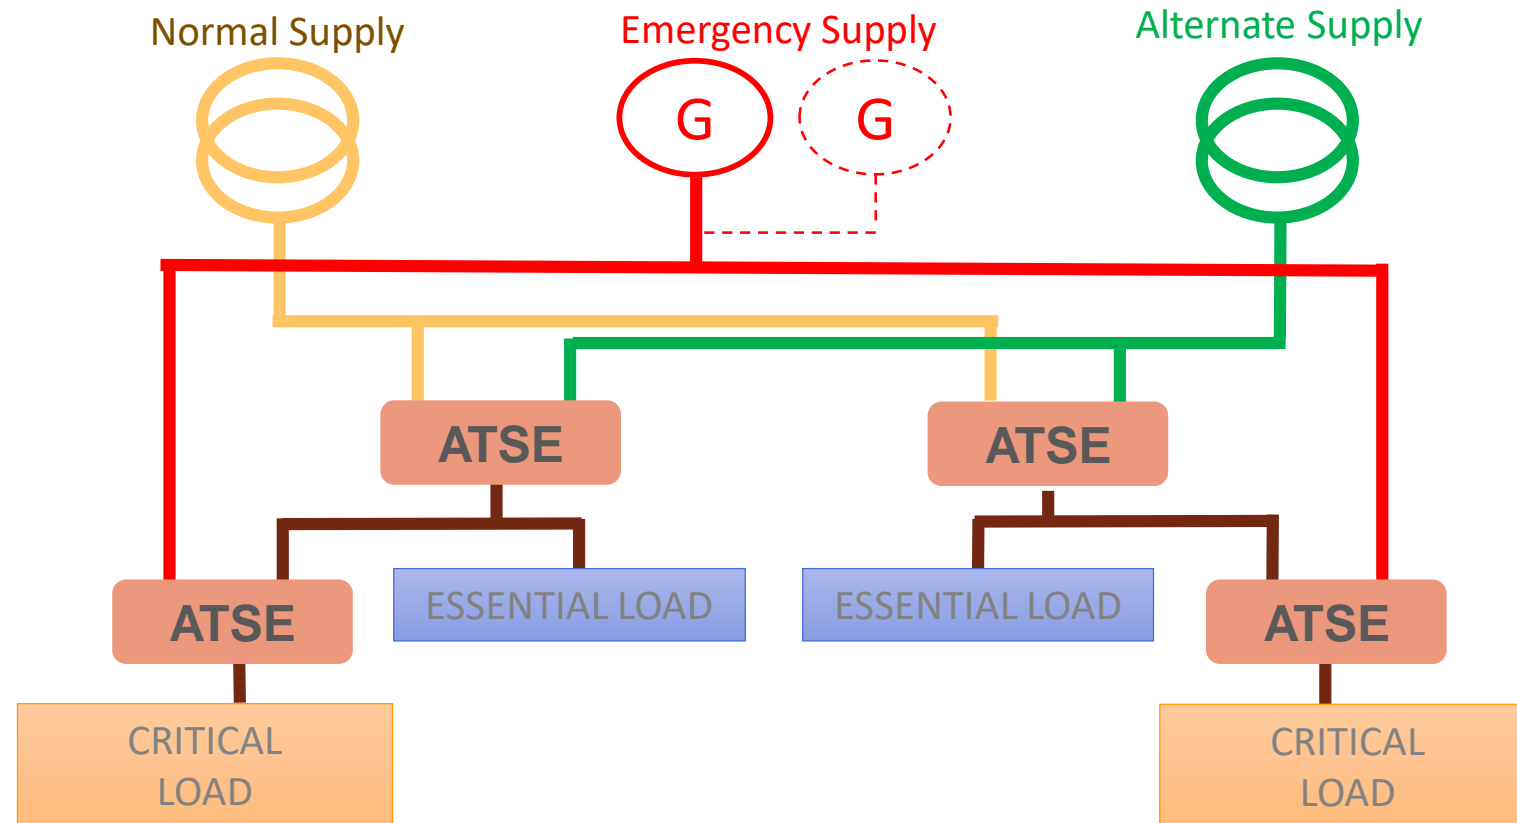 Normal Supply
Emergency Supply
Alternate Supply
G
G
ATSE
ATSE
ESSENTIAL LOAD
ESSENTIAL LOAD
ATSE
ATSE
CRITICAL
LOAD
CRITICAL
LOAD